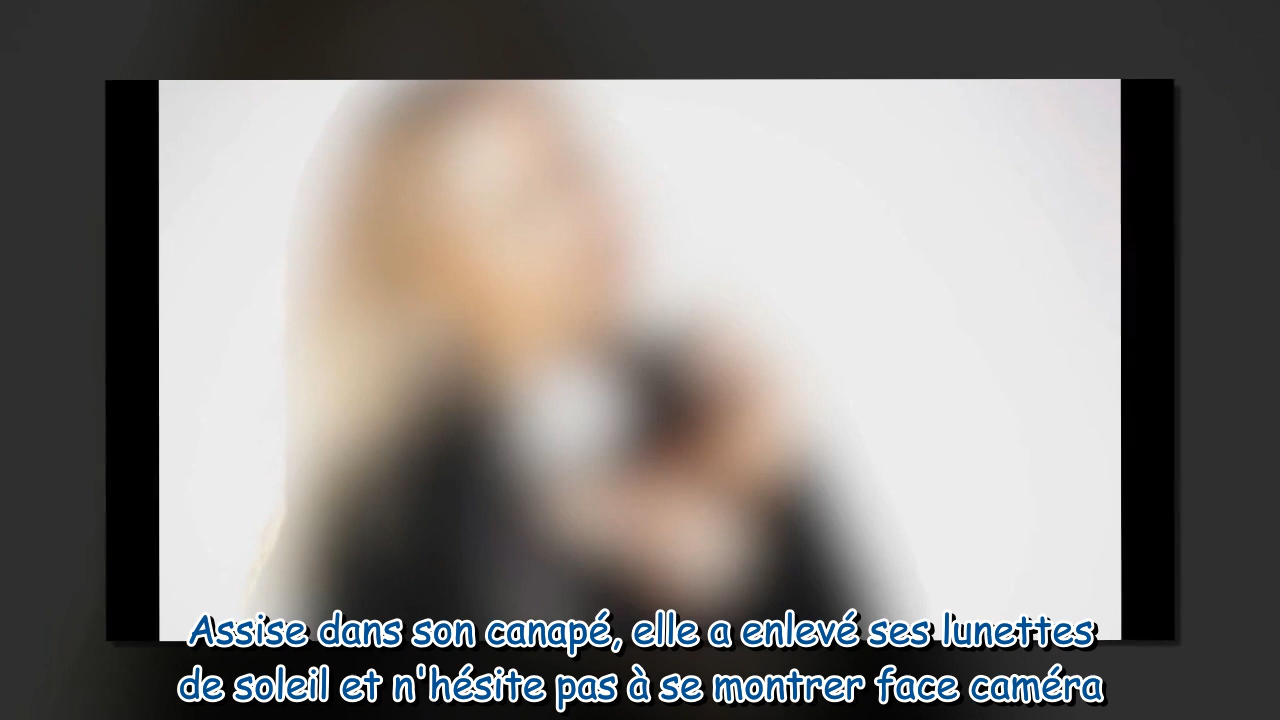 Assise dans son canapé, elle a enlevé ses lunettes
de soleil et n'hésite pas à se montrer face caméra